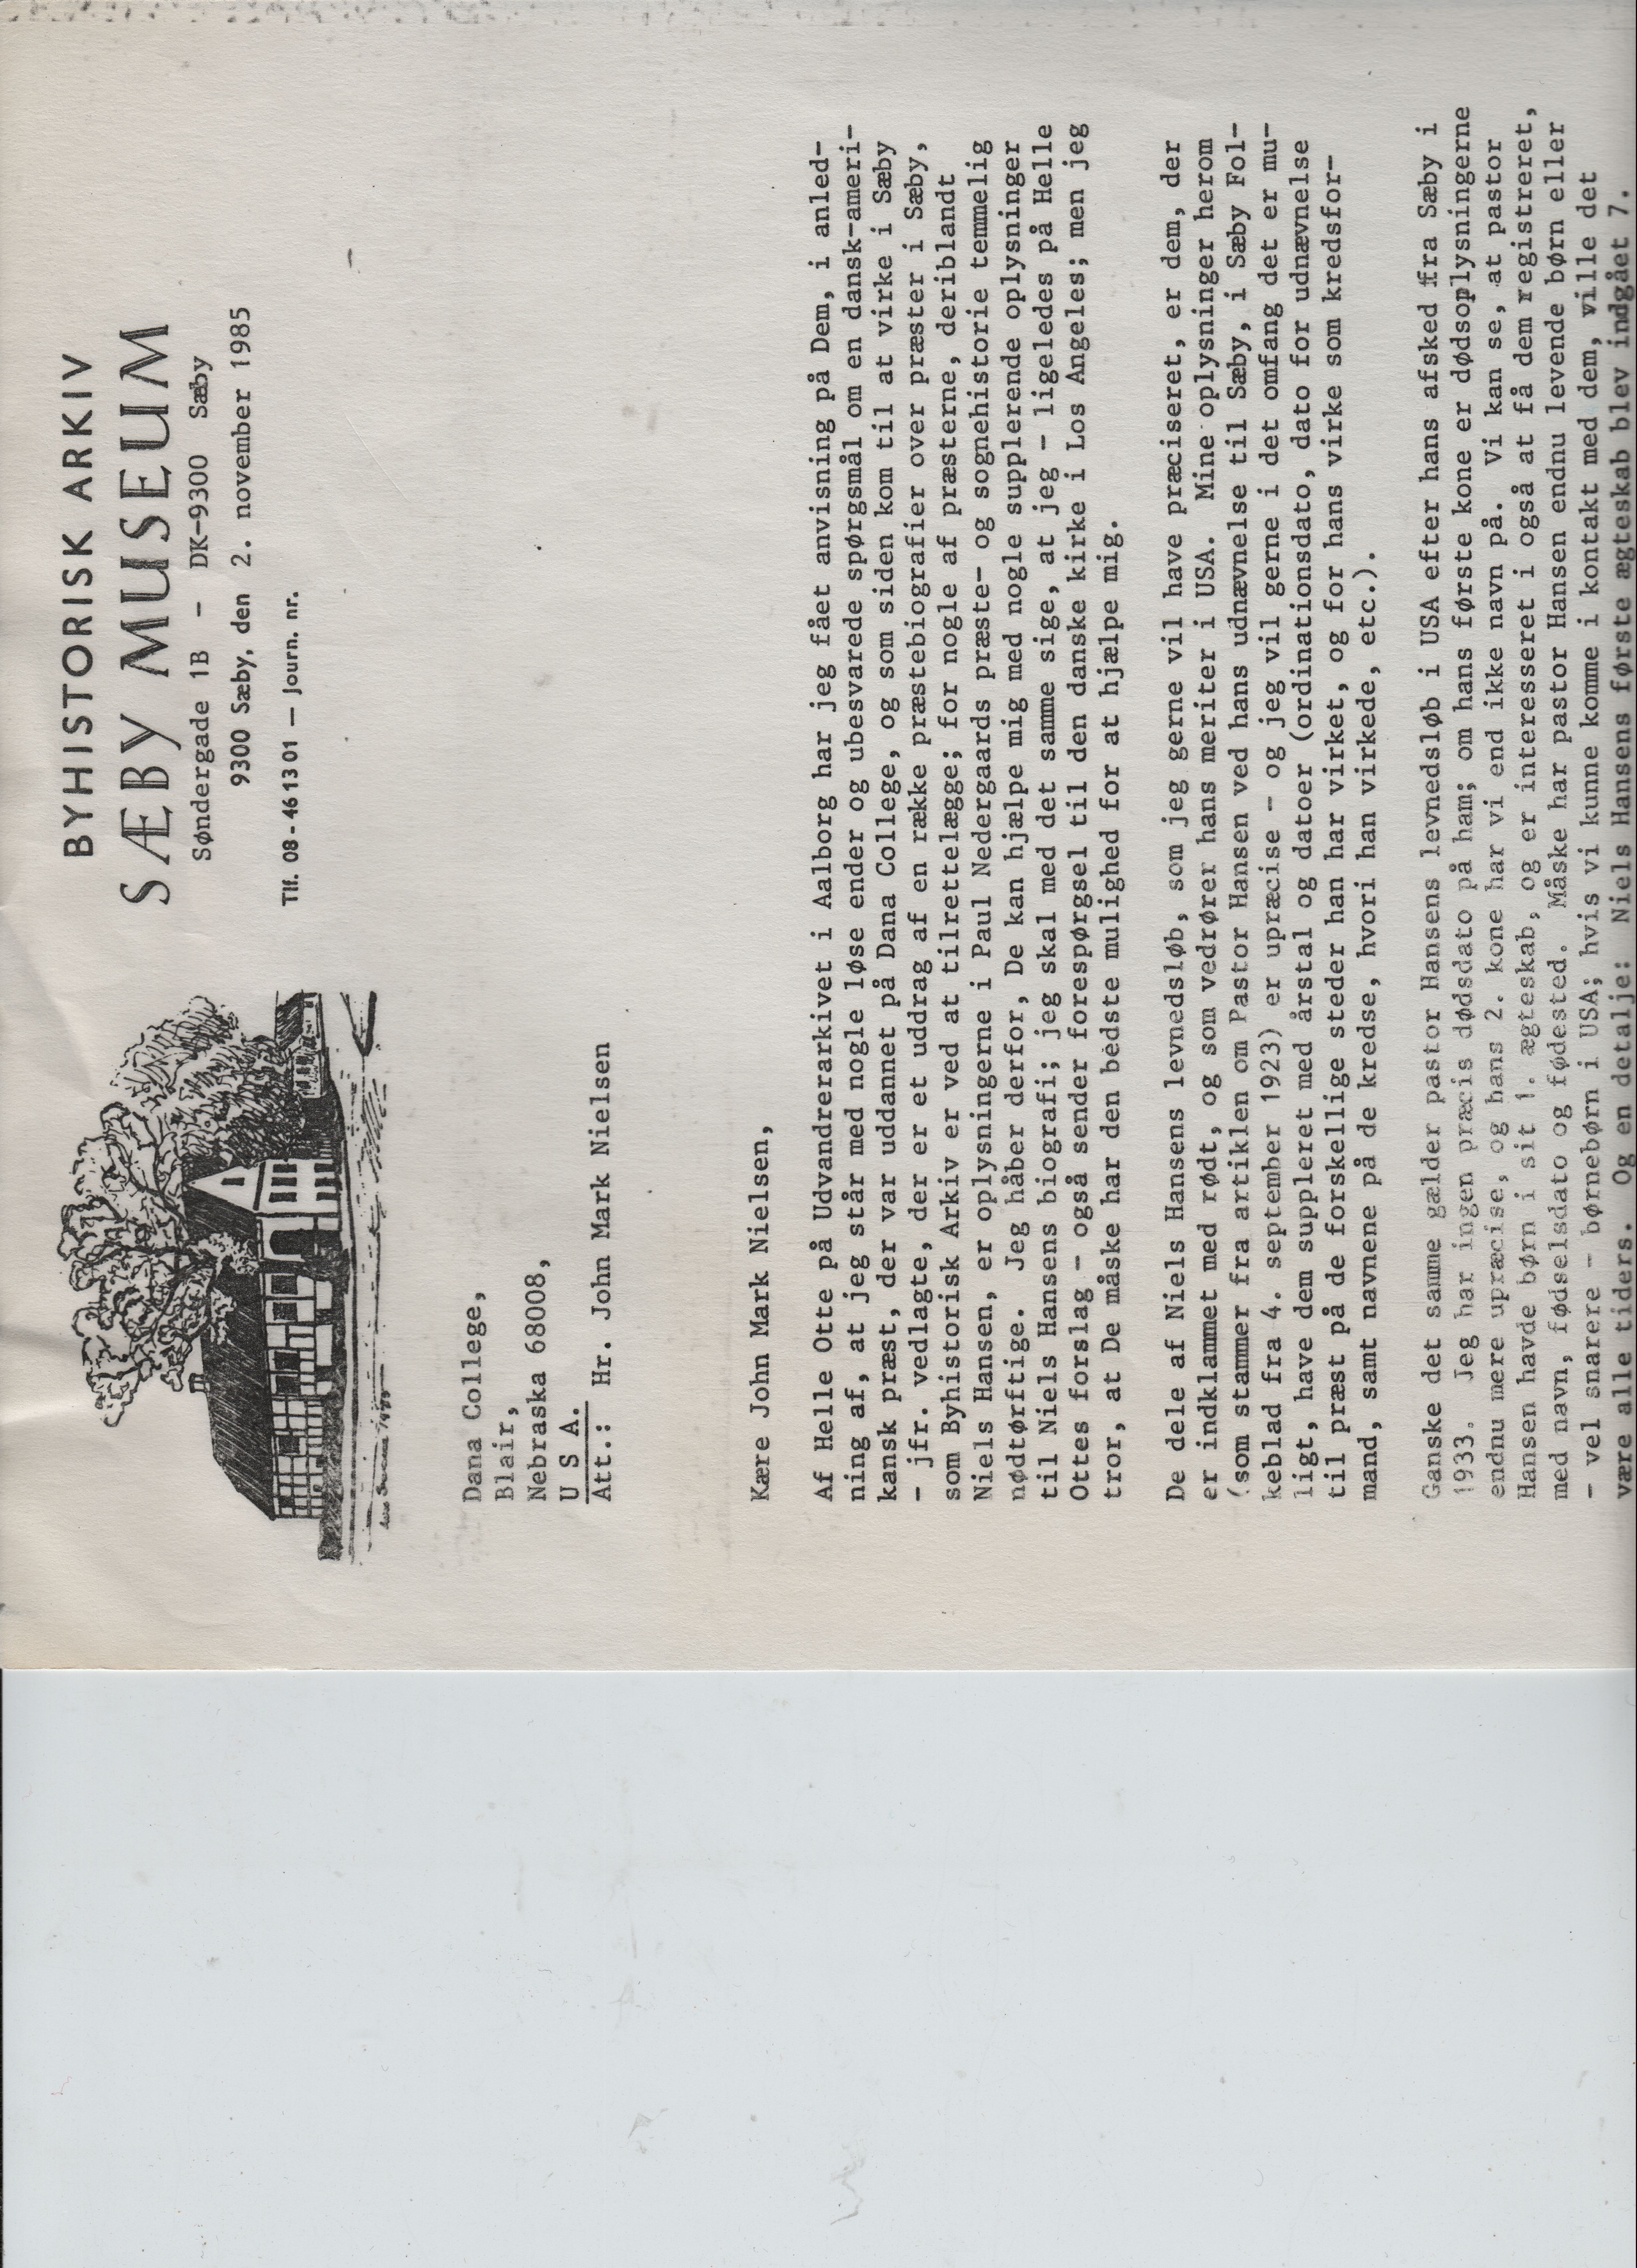 BYHISTORISK ARKIV
SÆBY MUSEUM
Søndergade 1B - DK-9300 Sæby
9300 Sæby, den 2. november 1985
Tlf. 08 - 46 13 01 — Journ. nr.
Dana College,
Blair,
Nebraska 68008,
U S A.
Att.: Hr. John Mark Nielsen
Kære John Mark Nielsen,
Af Helle Otte på Udvandrerarkivet i Aalborg har jeg fået anvisning på Dem, i anled-
ning af, at jeg står med nogle løse ender og ubesvarede spørgsmål om en dansk-ameri-
kansk præst, der var uddannet på Dana College, og som siden kom til at virke i Sæby
- jfr. vedlagte, der er et uddrag af en række præstebiografier over præster i Sæby,
som Byhistorisk Arkiv er ved at tilrettelægge; for nogle af præsterne, deriblandt
Niels Hansen, er oplysningerne i Paul Nedergaards præste- og sognehistorie temmelig
nødtørftige. Jeg håber derfor, De kan hjælpe mig med nogle supplerende oplysninger
til Niels Hansens biografi; jeg skal med det samme sige, at jeg - ligeledes på Helle
Ottes forslag - også sender forespørgsel til den danske kirke i Los Angeles; men jeg
tror, at De måske har den bedste mulighed for at hjælpe mig.
De dele af Niels Hansens levnedsløb, som jeg gerne vil have præciseret, er dem, der
er indklammet med rødt, og som vedrører hans meriter i USA. Mine oplysninger herom
(som stammer fra artiklen om Pastor Hansen ved hans udnævnelse til Sæby, i Sæby Fol-
keblad fra 4. september 1923) er upræcise - og jeg vil gerne i det omfang det er mu-
ligt, have dem suppleret med årstal og datoer (ordinationsdato, dato for udnævnelse
til præst på de forskellige steder han har virket, og for hans virke som kredsfor-
mand, samt navnene på de kredse, hvori han virkede, etc.).
Ganske det samme gælder pastor Hansens levnedsløb i USA efter hans afsked fra Sæby i
1933. Jeg har ingen præcis dødsdato på ham; om hans første kone er dødsoplysningerne
endnu mere upræcise, og hans 2. kone har vi end ikke navn på. Vi kan se, at pastor
Hansen havde børn i sit 1. ægteskab, og er interesseret i også at få dem registreret,
med navn, fødselsdato og fødested. Måske har pastor Hansen endnu levende børn eller
- vel snarere - børnebørn i USA; hvis vi kunne komme i kontakt med dem, ville det
være alle tiders. Og en detalje: Niels Hansens første ægteskab blev indgået 7.